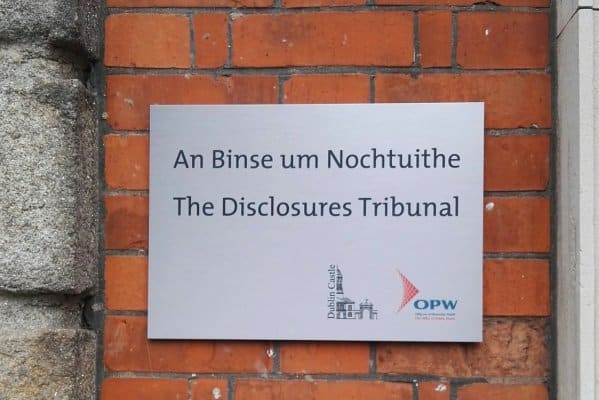 An Binse um Nochtuithe
The Disclosures Tribunal
Dublin Castle
OPW